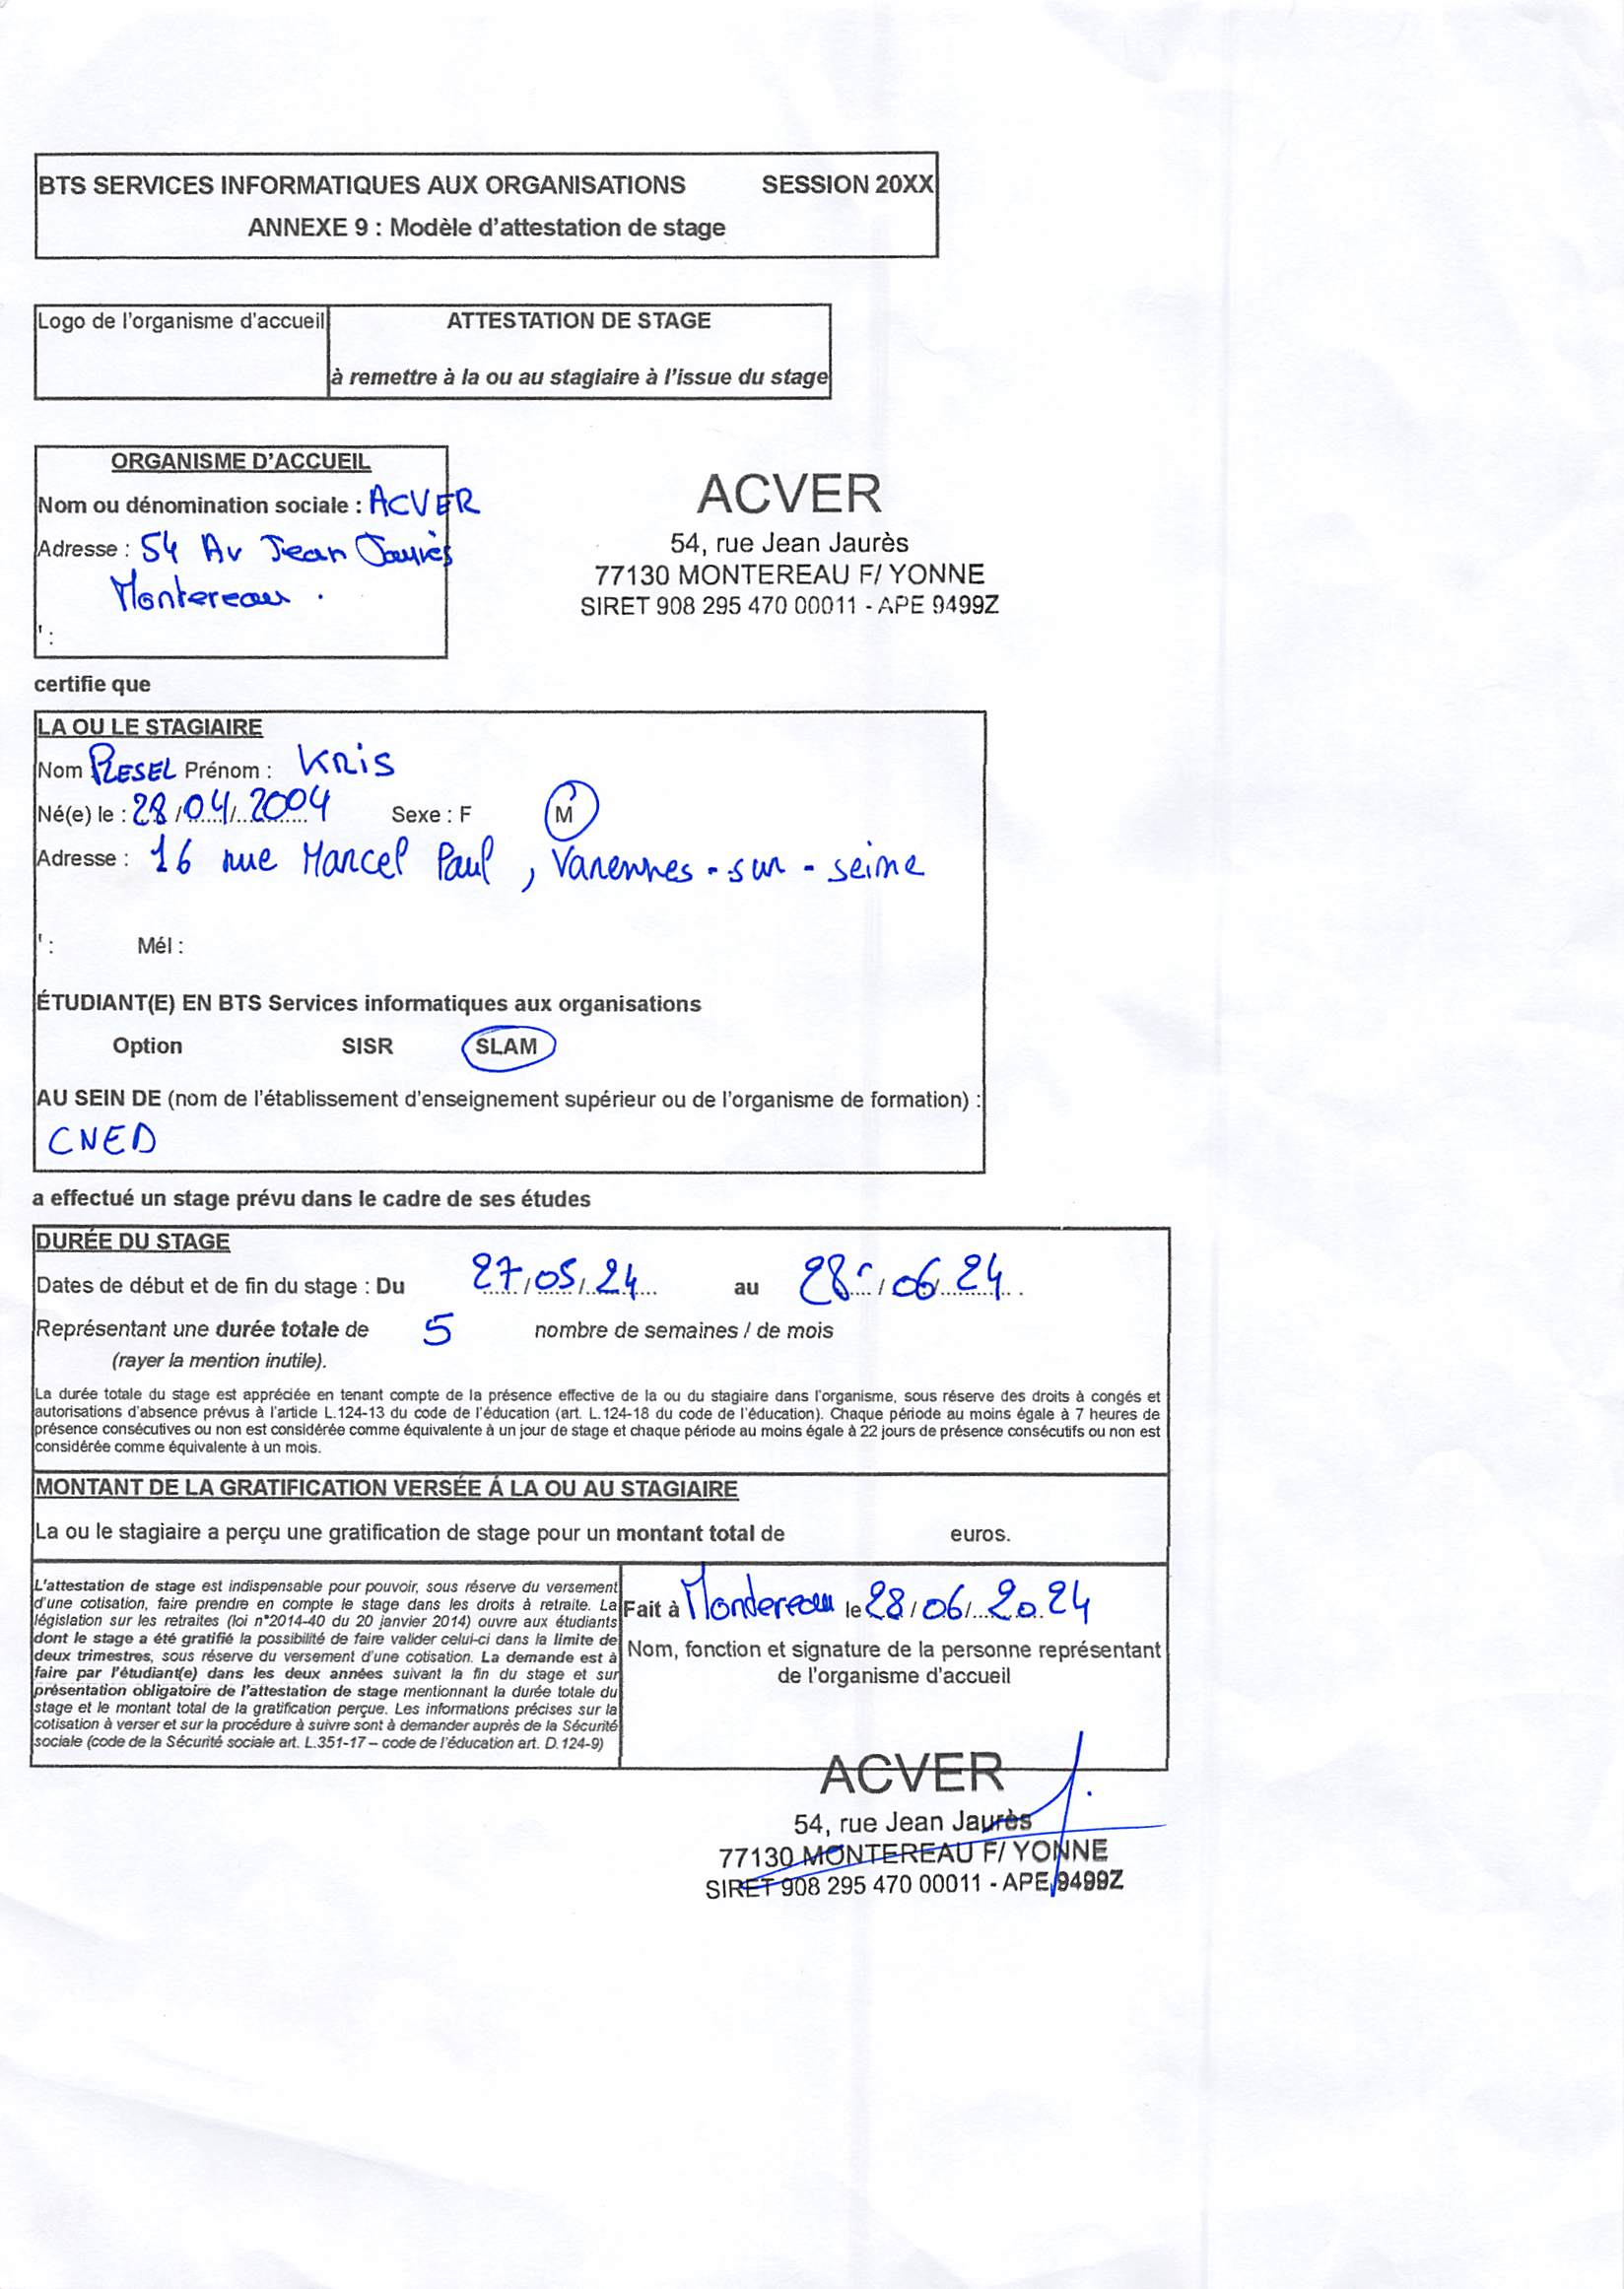 BTS SERVICES INFORMATIQUES AUX ORGANISATIONS SESSION 20XX
ANNEXE 9 : Modèle d'attestation de stage
Logo de l'organisme d'accueil
ATTESTATION DE STAGE
à remettre à la ou au stagiaire à l'issue du stage
ORGANISME D'ACCUEIL
Nom ou dénomination sociale : ACVER
Adresse : 54 Av Jean Jaurès
Montereau .
' :
ACVER
54, rue Jean Jaurès
77130 MONTEREAU F/ YONNE
SIRET 908 295 470 00011 - APE 9499Z
certifie que
LA OU LE STAGIAIRE
Nom RESEL Prénom : KRis
Né(e) le : 28/04/2004 Sexe : F M
Adresse : 16 rue Marcel Paul , Varennes-sur-seine
' : Mél :
ÉTUDIANT(E) EN BTS Services informatiques aux organisations
Option SISR SLAM
AU SEIN DE (nom de l'établissement d'enseignement supérieur ou de l'organisme de formation) :
CNED
a effectué un stage prévu dans le cadre de ses études
DURÉE DU STAGE
Dates de début et de fin du stage : Du 27/05/24 au 28/06/24
Représentant une durée totale de 5 nombre de semaines / de mois
(rayer la mention inutile).
La durée totale du stage est appréciée en tenant compte de la présence effective de la ou du stagiaire dans l'organisme, sous réserve des droits à congés et
autorisations d'absence prévus à l'article L.124-13 du code de l'éducation (art. L.124-18 du code de l'éducation). Chaque période au moins égale à 7 heures de
présence consécutives ou non est considérée comme équivalente à un jour de stage et chaque période au moins égale à 22 jours de présence consécutifs ou non est
considérée comme équivalente à un mois.
MONTANT DE LA GRATIFICATION VERSÉE Á LA OU AU STAGIAIRE
La ou le stagiaire a perçu une gratification de stage pour un montant total de euros.
L'attestation de stage est indispensable pour pouvoir, sous réserve du versement
d'une cotisation, faire prendre en compte le stage dans les droits à retraite. La
législation sur les retraites (loi n°2014-40 du 20 janvier 2014) ouvre aux étudiants
dont le stage a été gratifié la possibilité de faire valider celui-ci dans la limite de
deux trimestres, sous réserve du versement d'une cotisation. La demande est à
faire par l'étudiant(e) dans les deux années suivant la fin du stage et sur
présentation obligatoire de l'attestation de stage mentionnant la durée totale du
stage et le montant total de la gratification perçue. Les informations précises sur la
cotisation à verser et sur la procédure à suivre sont à demander auprès de la Sécurité
sociale (code de la Sécurité sociale art. L.351-17 – code de l'éducation art. D.124-9)
Fait à Montereau le 28/06/2024
Nom, fonction et signature de la personne représentant
de l'organisme d'accueil
ACVER
54, rue Jean Jaurès
77130 MONTEREAU F/ YONNE
SIRET 908 295 470 00011 - APE 9499Z